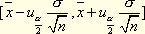 [x̄ − u_{α/2} σ/√n, x̄ + u_{α/2} σ/√n]